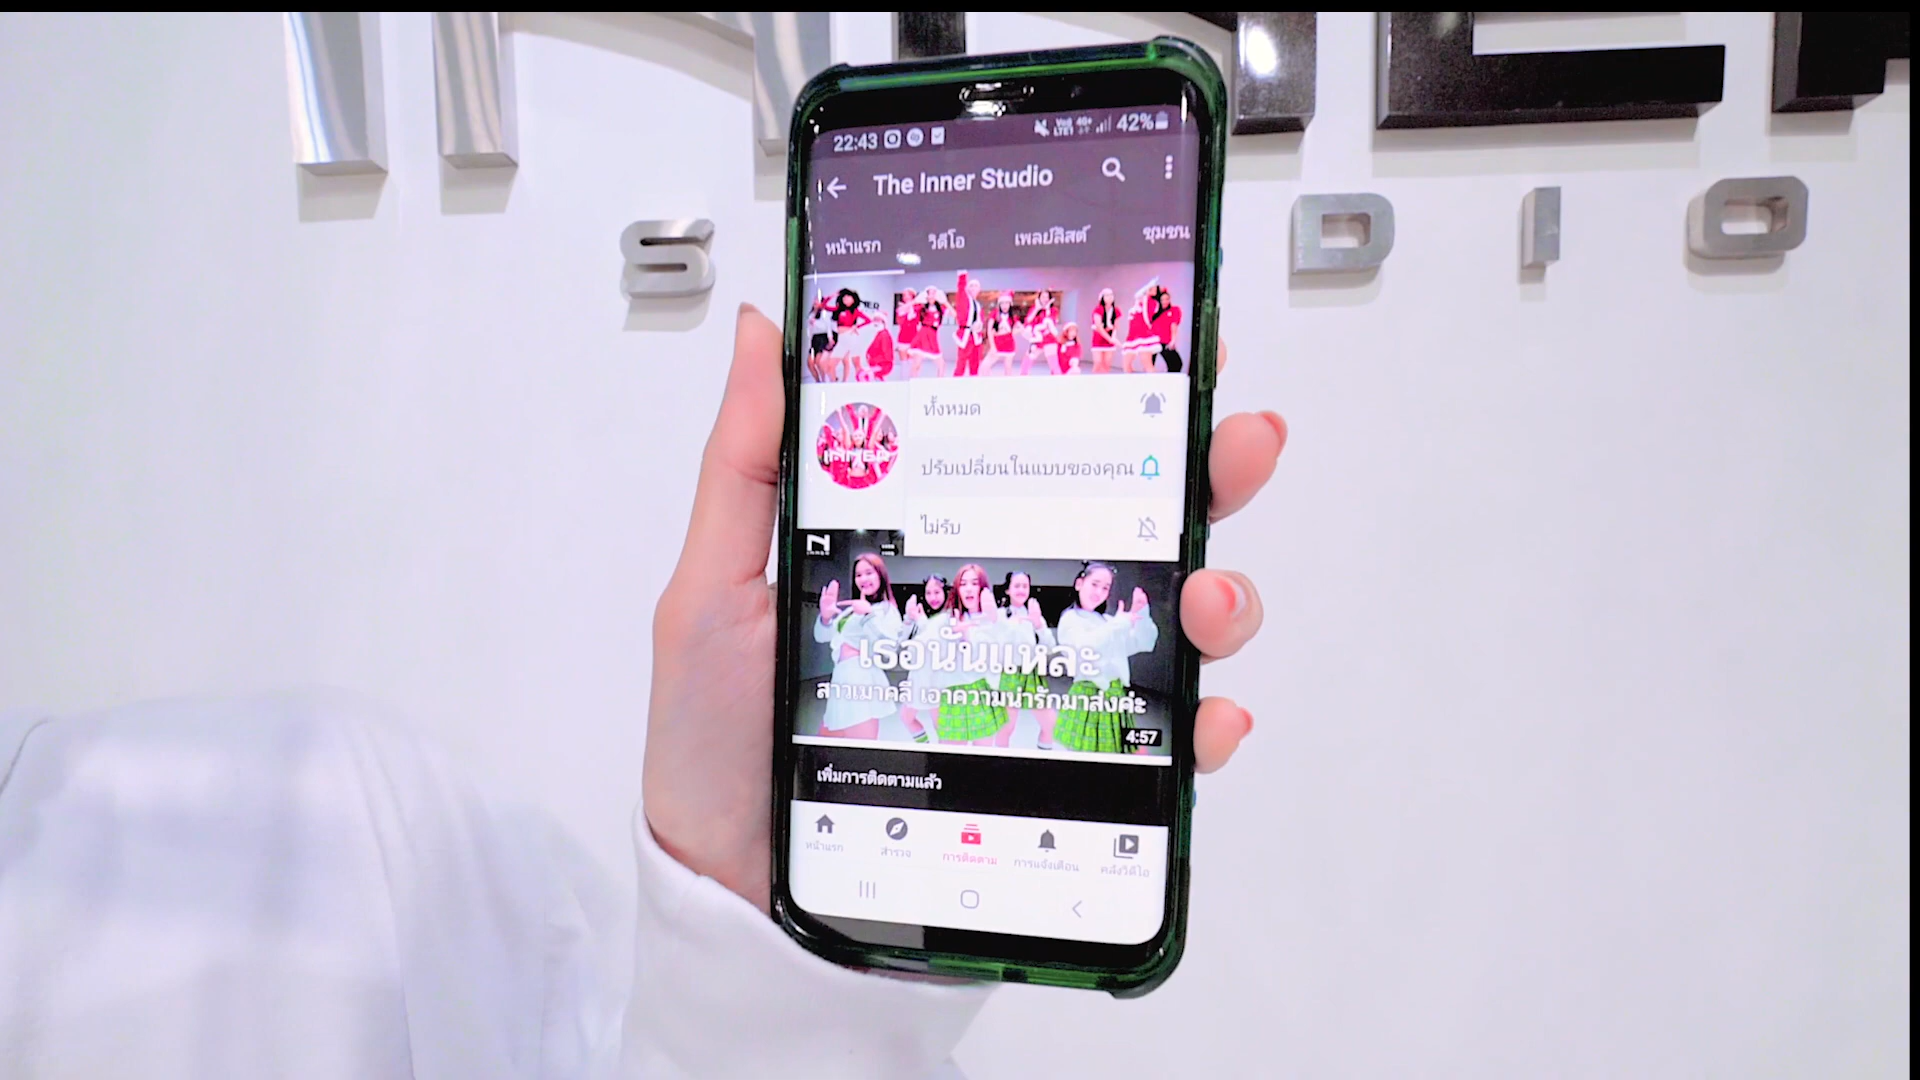 S
D I O
22:43
42%
The Inner Studio
หน้าแรก วิดีโอ เพลย์ลิสต์ ชุมชน
ทั้งหมด
INNER
ปรับเปลี่ยนในแบบของคุณ
ไม่รับ
เธอนั่นแหละ
สาวเมาคลี เอาความน่ารักมาส่งค่ะ
4:57
เพิ่มการติดตามแล้ว
หน้าแรก สำรวจ การติดตาม การแจ้งเตือน คลังวิดีโอ